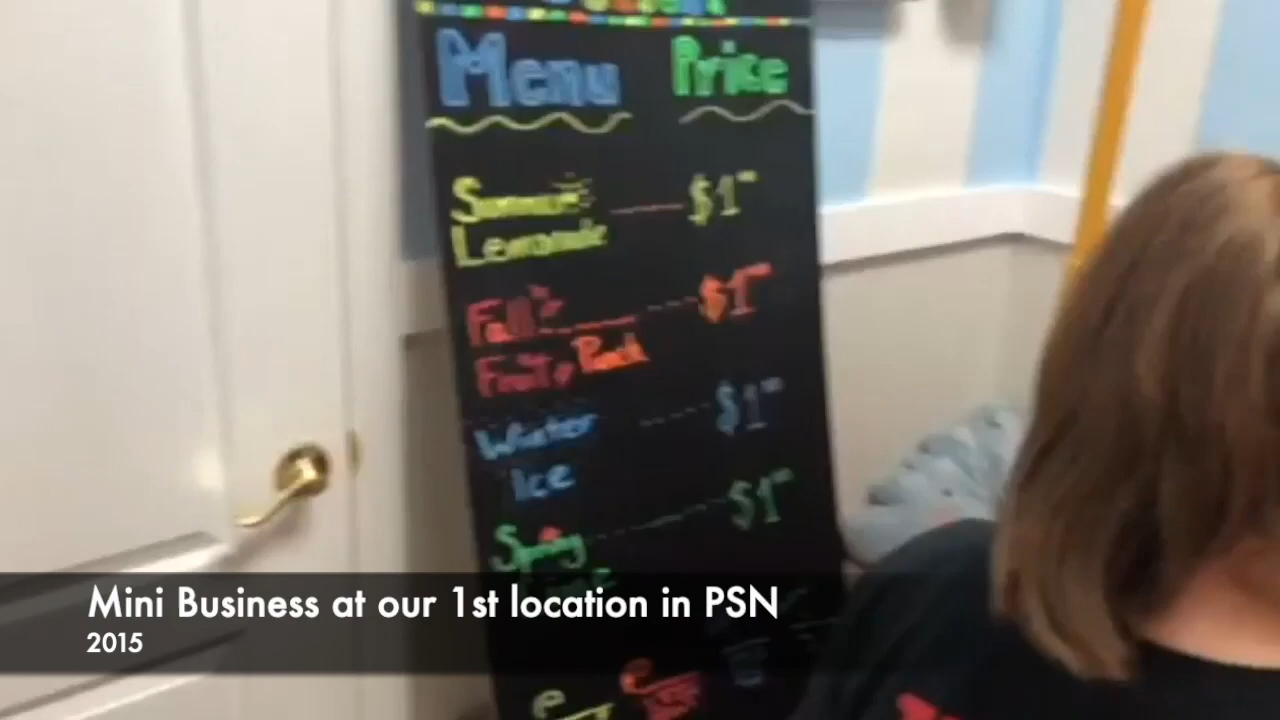 Menu Price
Summer $1
Lemonade
Fall $1
Fruit Punch
Winter $1
Ice
Spring $1
Mini Business at our 1st location in PSN
2015